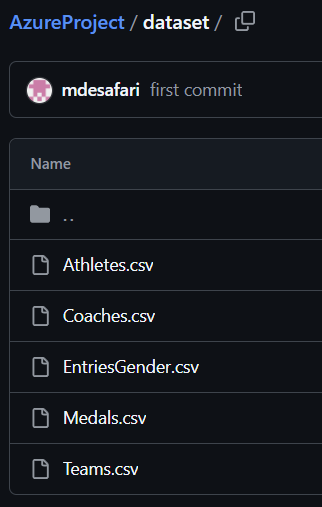 AzureProject / dataset /
mdesafari first commit
Name
..
Athletes.csv
Coaches.csv
EntriesGender.csv
Medals.csv
Teams.csv